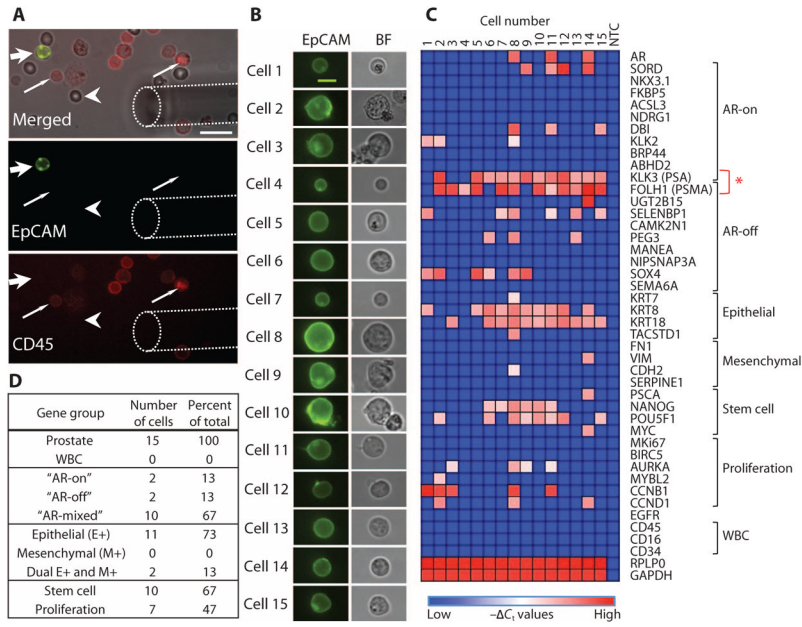 A
Merged
EpCAM
CD45
B
EpCAM BF
Cell 1
Cell 2
Cell 3
Cell 4
Cell 5
Cell 6
Cell 7
Cell 8
Cell 9
Cell 10
Cell 11
Cell 12
Cell 13
Cell 14
Cell 15
C
Cell number
1 2 3 4 5 6 7 8 9 10 11 12 13 14 15 NTC
AR
SORD
NKX3.1
FKBP5
ACSL3
NDRG1
DBI
KLK2
BRP44
ABHD2
KLK3 (PSA)
FOLH1 (PSMA)
UGT2B15
SELENBP1
CAMK2N1
PEG3
MANEA
NIPSNAP3A
SOX4
SEMA6A
KRT7
KRT8
KRT18
TACSTD1
FN1
VIM
CDH2
SERPINE1
PSCA
NANOG
POU5F1
MYC
MKi67
BIRC5
AURKA
MYBL2
CCNB1
CCND1
EGFR
CD45
CD16
CD34
RPLP0
GAPDH
AR-on
*
AR-off
Epithelial
Mesenchymal
Stem cell
Proliferation
WBC
Low –ΔCt values High
D
Gene group Number of cells Percent of total
Prostate 15 100
WBC 0 0
“AR-on” 2 13
“AR-off” 2 13
“AR-mixed” 10 67
Epithelial (E+) 11 73
Mesenchymal (M+) 0 0
Dual E+ and M+ 2 13
Stem cell 10 67
Proliferation 7 47